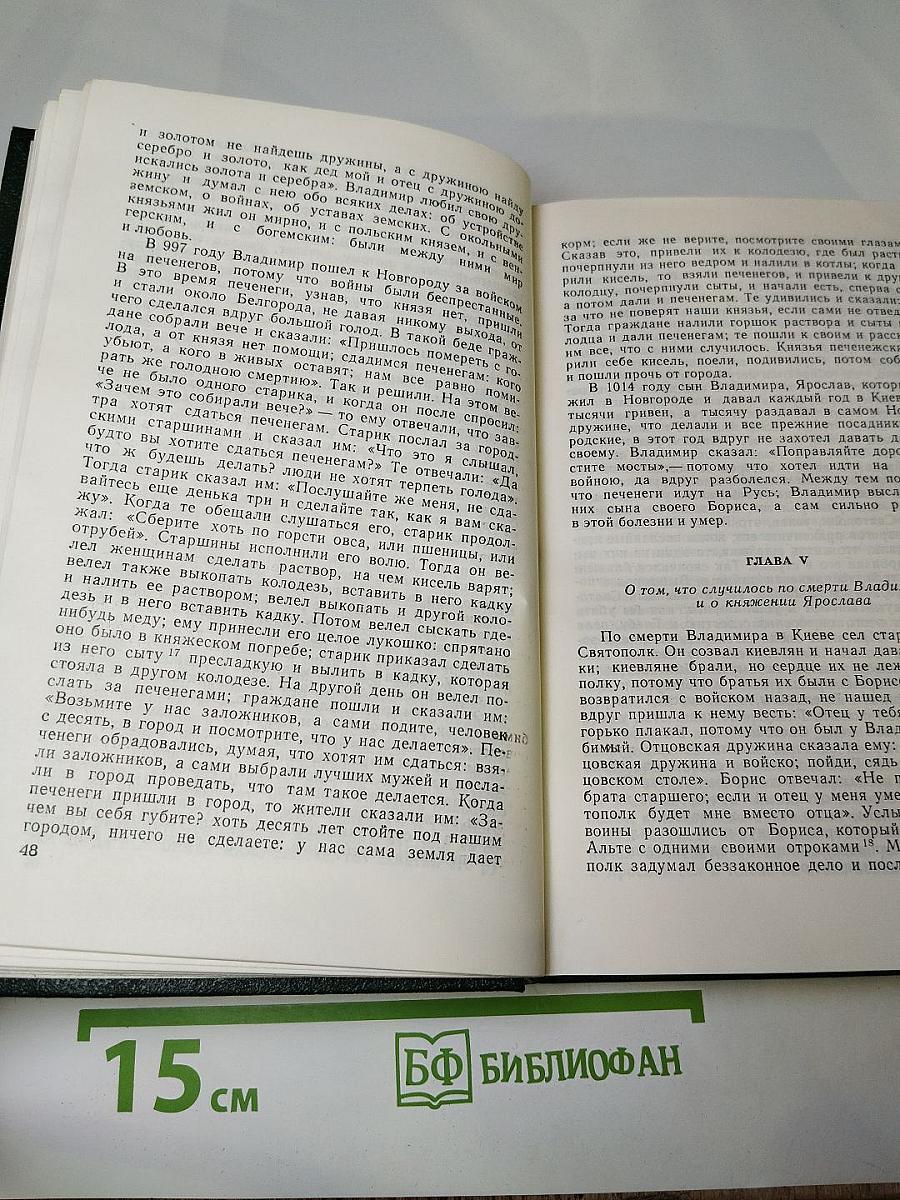 и золотом не найдешь дружины, а с дружиною найду
серебро и золото, как дед мой и отец с дружиною до-
искались золота и серебра». Владимир любил свою дру-
жину и думал с нею обо всяких делах: об устройстве
земском, о войнах, об уставах земских. С окольными
князьями жил он мирно, и с польским князем, и с вен-
герским, и с богемским: были между ними мир
и любовь.
В 997 году Владимир пошел к Новгороду за войском
на печенегов, потому что войны были беспрестанные.
В это время печенеги, узнав, что князя нет, пришли
и стали около Белгорода, не давая никому выхода, от
чего сделался вдруг большой голод. В такой беде граж-
дане собрали вече и сказали: «Пришлось помереть с го-
лода, а от князя нет помощи; сдадимся печенегам: кого
убьют, а кого в живых оставят; нам все равно поми-
рать же голодною смертию». Так и решили. На этом ве-
че не было одного старика, и когда он после спросил:
«Зачем это собирали вече?» — то ему отвечали, что зав-
тра хотят сдаться печенегам. Старик послал за город-
скими старшинами и сказал им: «Что это я слышал,
будто вы хотите сдаться печенегам?» Те отвечали: «Да
что ж будешь делать? люди не хотят терпеть голода».
Тогда старик сказал им: «Послушайте же меня, не сда-
вайтесь еще денька три и сделайте так, как я вам ска-
жу». Когда те обещали слушаться его, старик продол-
жал: «Сберите хоть по горсти овса, или пшеницы, или
отрубей». Старшины исполнили его волю. Тогда он ве-
лел женщинам сделать раствор, на чем кисель варят;
велел также выкопать колодезь, вставить в него кадку
и налить ее раствором; велел выкопать и другой коло-
дезь и в него вставить кадку. Потом велел сыскать где-
нибудь меду; ему принесли его целое лукошко: спрятано
оно было в княжеском погребе; старик приказал сделать
из него сыту 17 пресладкую и вылить в кадку, которая
стояла в другом колодезе. На другой день он велел по-
слать за печенегами; граждане пошли и сказали им:
«Возьмите у нас заложников, а сами подите, человек
с десять, в город и посмотрите, что у нас делается». Пе-
ченеги обрадовались, думая, что хотят им сдаться: взя-
ли заложников, а сами выбрали лучших мужей и посла-
ли в город проведать, что там такое делается. Когда
печенеги пришли в город, то жители сказали им: «За-
чем вы себя губите? хоть десять лет стойте под нашим
городом, ничего не сделаете: у нас сама земля дает
48
корм; если же не верите, посмотрите своими глазам
Сказав это, привели их к колодезю, где был раст
почерпнули из него ведром и налили в котлы; когда
рили кисель, то взяли печенегов, и привели к дру
колодцу, почерпнули сыты, и начали есть, сперва с
а потом дали и печенегам. Те удивились и сказали
за что не поверят наши князья, если сами не отвед
Тогда граждане налили горшок раствора и сыты
лодца и дали печенегам; те пошли к своим и расс
им все, что с ними случилось. Князья печенежски
рили себе кисель, поели, подивились, потом соб
и пошли прочь от города.
В 1014 году сын Владимира, Ярослав, котор
жил в Новгороде и давал каждый год в Киев
тысячи гривен, а тысячу раздавал в самом Но
дружине, что делали и все прежние посадник
родские, в этот год вдруг не захотел давать д
своему. Владимир сказал: «Поправляйте доро
стите мосты»,— потому что хотел идти на
войною, да вдруг разболелся. Между тем по
что печенеги идут на Русь; Владимир высл
них сына своего Бориса, а сам сильно р
в этой болезни и умер.
ГЛАВА V
О том, что случилось по смерти Влади
и о княжении Ярослава
По смерти Владимира в Киеве сел стар
Святополк. Он созвал киевлян и начал дава
ки; киевляне брали, но сердце их не леж
полку, потому что братья их были с Борис
возвратился с войском назад, не нашед
вдруг пришла к нему весть: «Отец у тебя
горько плакал, потому что он был у Влад
бимый. Отцовская дружина сказала ему:
цовская дружина и войско; пойди, сядь
цовском столе». Борис отвечал: «Не п
брата старшего; если и отец у меня уме
тополк будет мне вместо отца». Услы
воины разошлись от Бориса, который
Альте с одними своими отроками 18. М
полк задумал беззаконное дело и посл
15 см
БФ БИБЛИОФАН